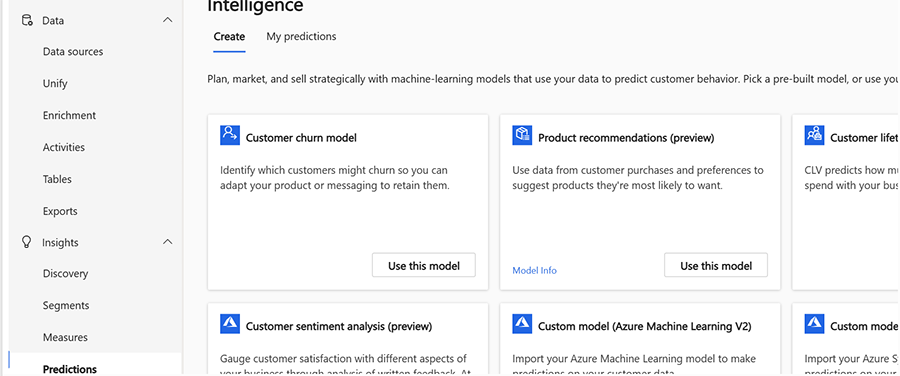 Intelligence
Data
Data sources
Unify
Enrichment
Activities
Tables
Exports
Insights
Discovery
Segments
Measures
Predictions
Create
My predictions
Plan, market, and sell strategically with machine-learning models that use your data to predict customer behavior. Pick a pre-built model, or use you
Customer churn model
Identify which customers might churn so you can
adapt your product or messaging to retain them.
Use this model
Product recommendations (preview)
Use data from customer purchases and preferences to
suggest products they're most likely to want.
Model Info
Use this model
Customer lifet
CLV predicts how mu
spend with your bus
Customer sentiment analysis (preview)
Gauge customer satisfaction with different aspects of
your business through analysis of written feedback. At
Custom model (Azure Machine Learning V2)
Import your Azure Machine Learning model to make
predictions on your customer data.
Custom mode
Import your Azure S
predictions on your